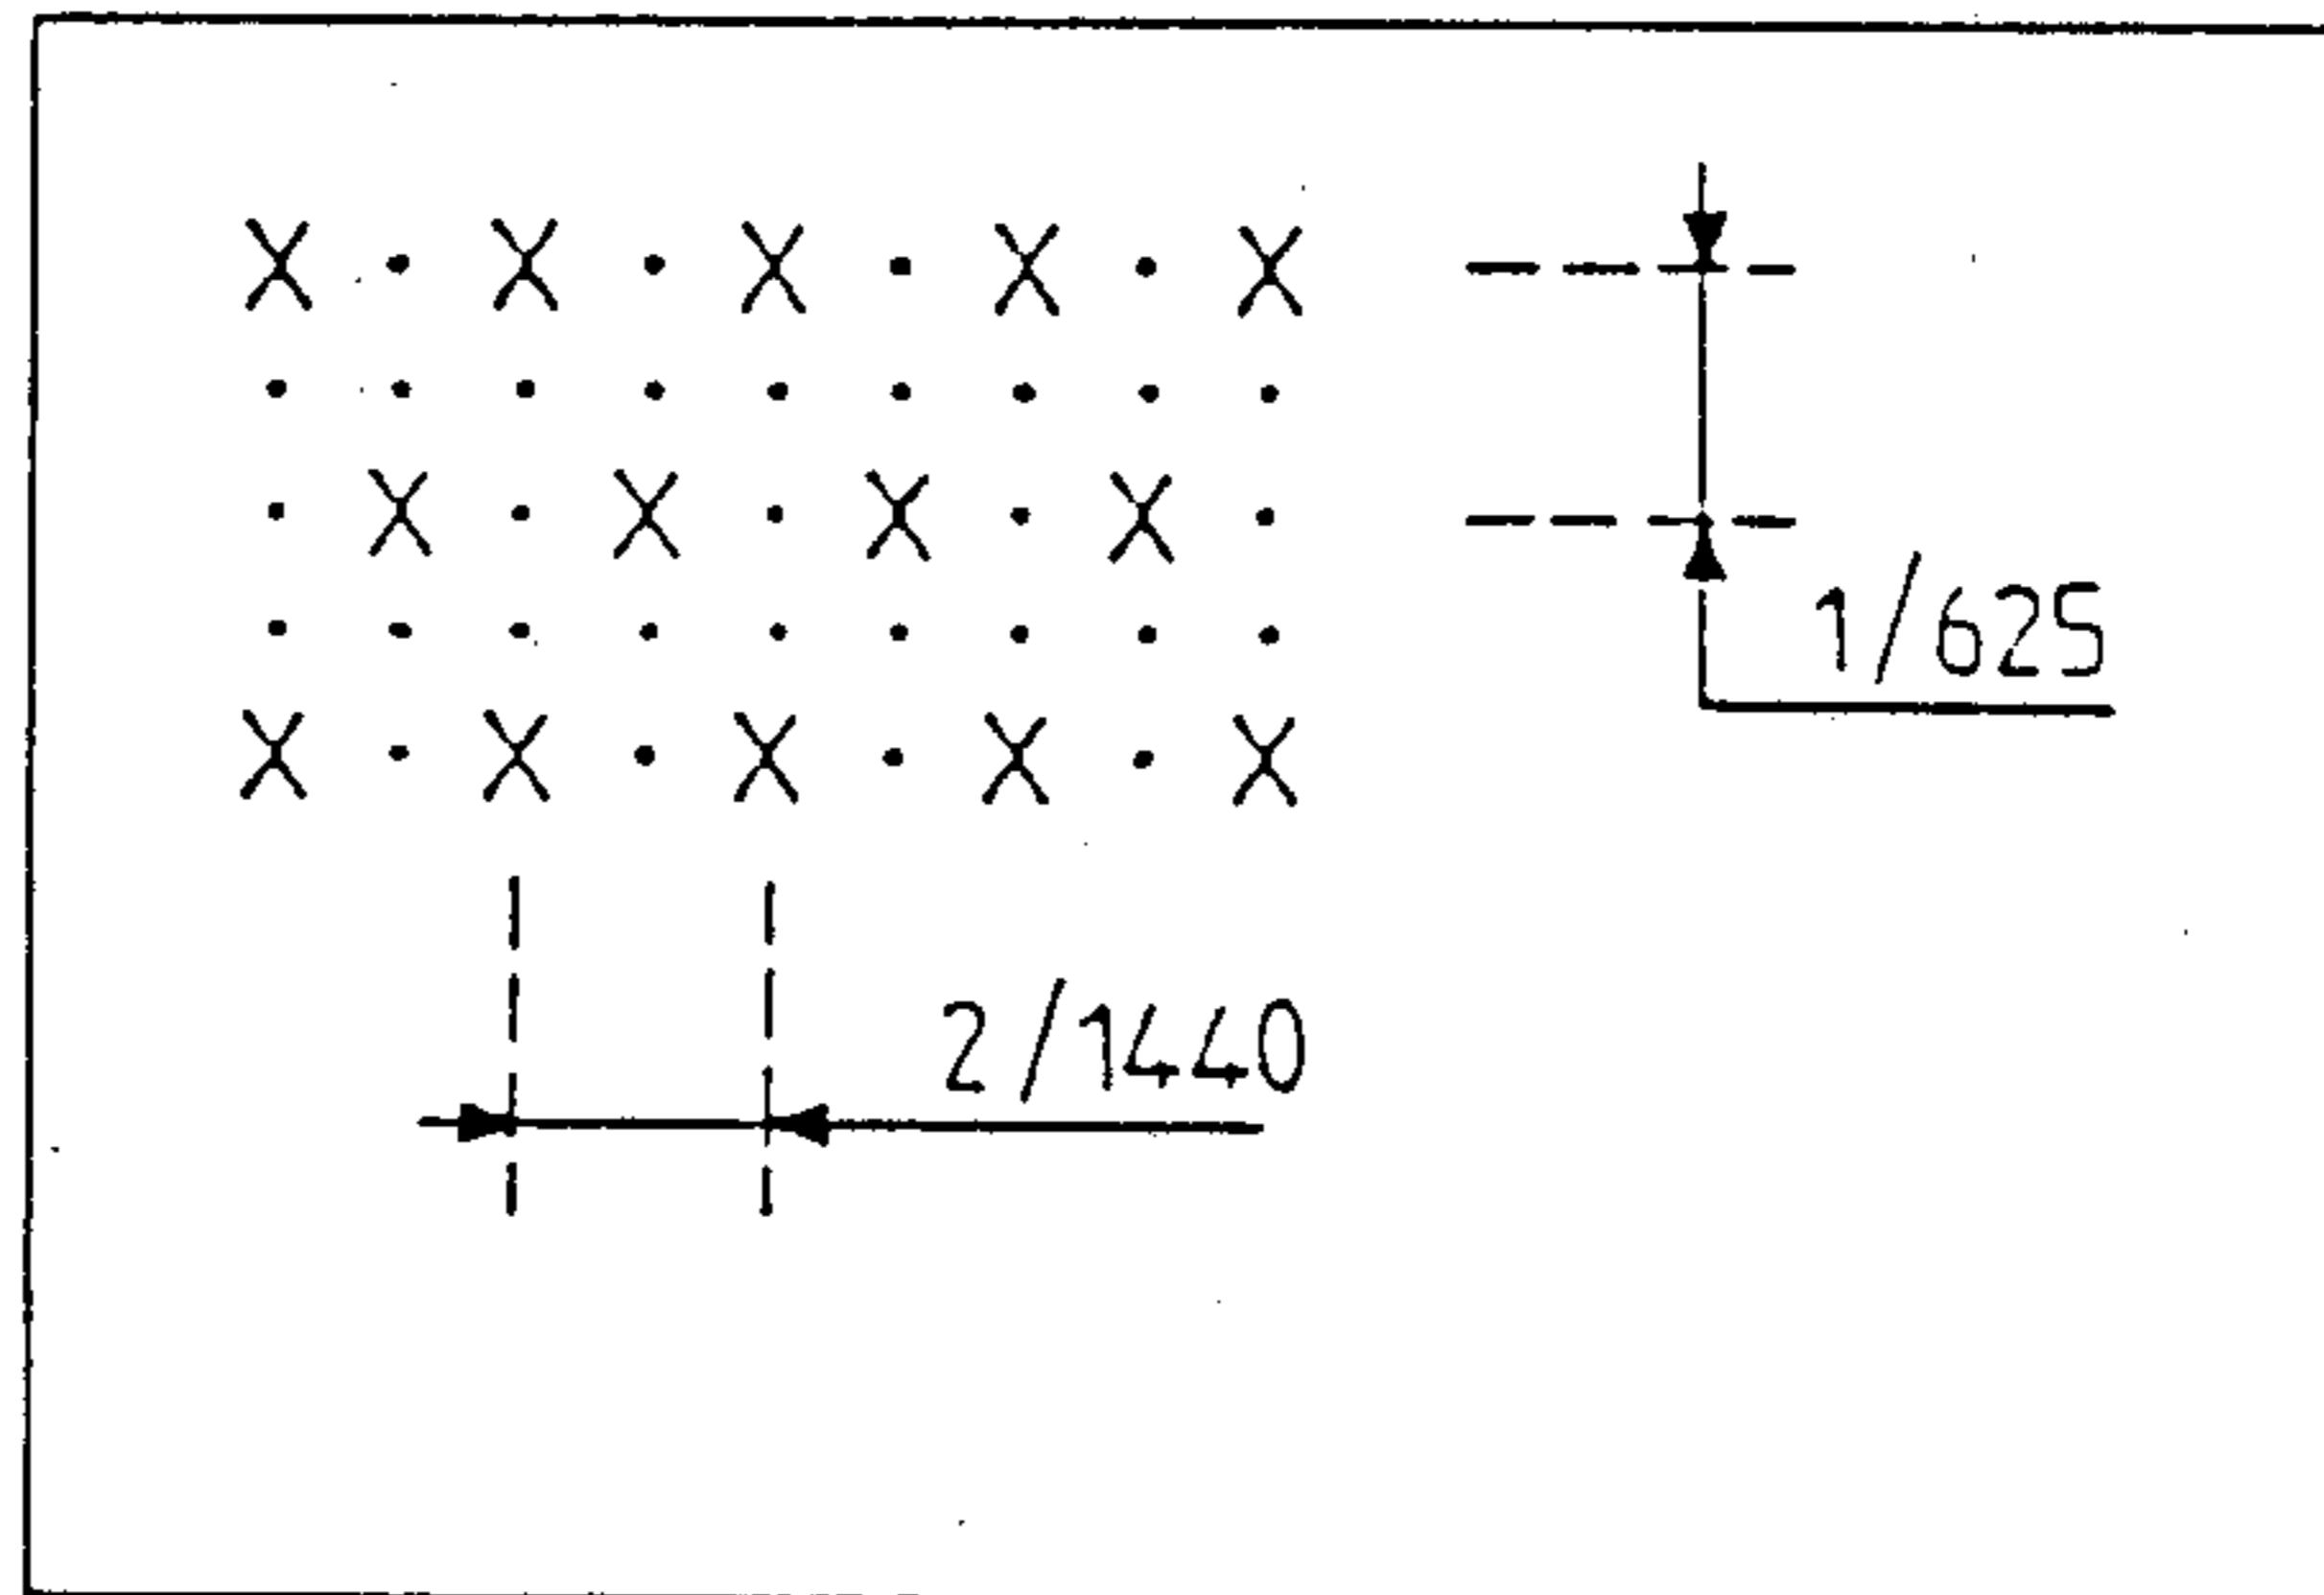 X . X . X . X . X
. . . . . . . . .
. X . X . X . X .
. . . . . . . . .
X . X . X . X . X
1/625
2/1440